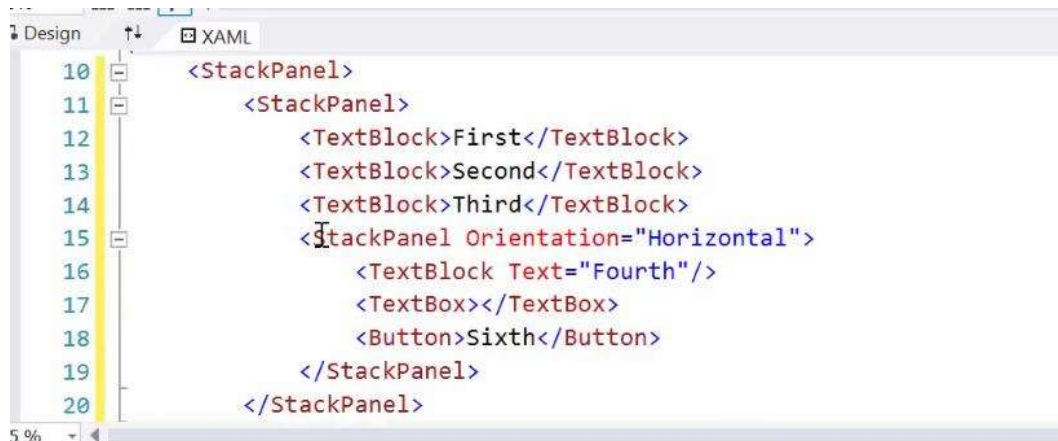 Design XAML
10 <StackPanel>
11 <StackPanel>
12 <TextBlock>First</TextBlock>
13 <TextBlock>Second</TextBlock>
14 <TextBlock>Third</TextBlock>
15 <StackPanel Orientation="Horizontal">
16 <TextBlock Text="Fourth"/>
17 <TextBox></TextBox>
18 <Button>Sixth</Button>
19 </StackPanel>
20 </StackPanel>
5 %